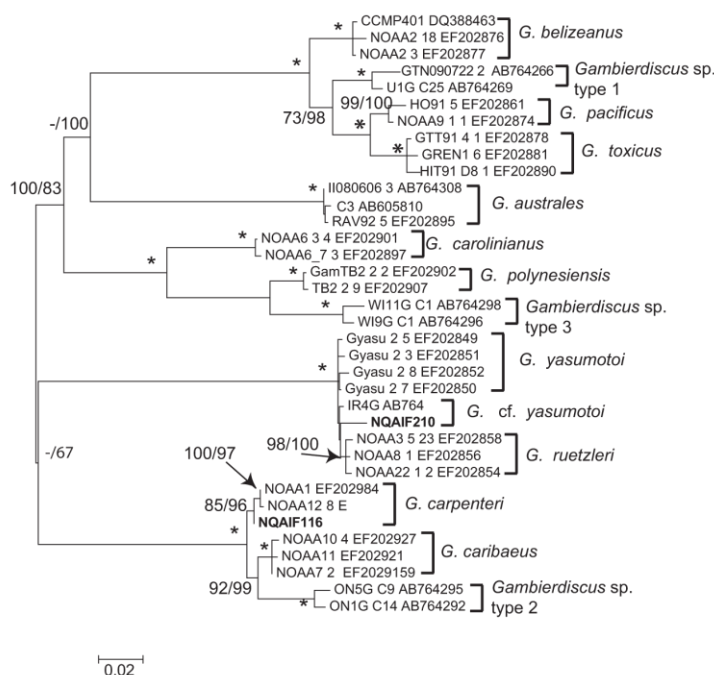 CCMP401 DQ388463
NOAA2 18 EF202876
G. belizeanus
NOAA2 3 EF202877
*
*
GTN090722 2 AB764266
Gambierdiscus sp.
*
U1G C25 AB764269
type 1
-/100
99/100
HO91 5 EF202861
G. pacificus
73/98
NOAA9 1 1 EF202874
*
GTT91 4 1 EF202878
*
GREN1 6 EF202881
G. toxicus
HIT91 D8 1 EF202890
100/83
*
II080606 3 AB764308
C3 AB605810
G. australes
RAV92 5 EF202895
*
NOAA6 3 4 EF202901
G. carolinianus
NOAA6_7 3 EF202897
*
*
GamTB2 2 2 EF202902
G. polynesiensis
TB2 2 9 EF202907
*
WI11G C1 AB764298
Gambierdiscus sp.
WI9G C1 AB764296
type 3
Gyasu 2 5 EF202849
Gyasu 2 3 EF202851
G. yasumotoi
*
Gyasu 2 8 EF202852
Gyasu 2 7 EF202850
IR4G AB764
G. cf. yasumotoi
NQAIF210
98/100
NOAA3 5 23 EF202858
-/67
NOAA8 1 EF202856
G. ruetzleri
100/97
NOAA22 1 2 EF202854
NOAA1 EF202984
85/96
NOAA12 8 E
G. carpenteri
NQAIF116
*
NOAA10 4 EF202927
*
NOAA11 EF202921
G. caribaeus
NOAA7 2 EF2029159
92/99
ON5G C9 AB764295
Gambierdiscus sp.
*
ON1G C14 AB764292
type 2
0.02